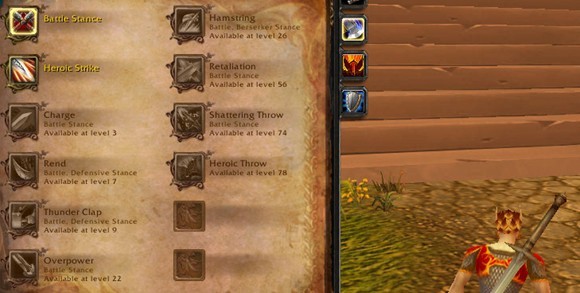 Battle Stance
Heroic Strike
Charge
Battle Stance
Available at level 3
Rend
Battle, Defensive Stance
Available at level 7
Thunder Clap
Battle, Defensive Stance
Available at level 9
Overpower
Battle Stance
Available at level 22
Hamstring
Battle, Berserker Stance
Available at level 26
Retaliation
Battle Stance
Available at level 56
Shattering Throw
Battle Stance
Available at level 74
Heroic Throw
Available at level 78